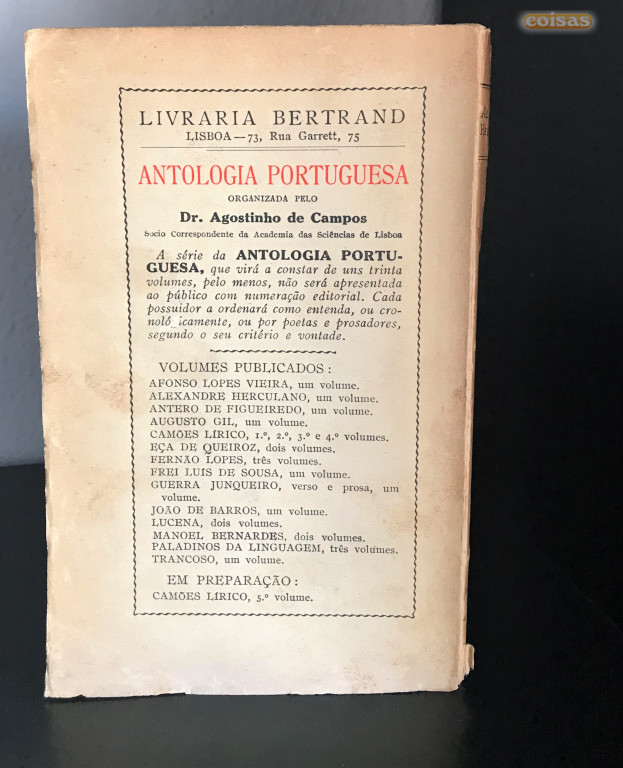 coisas
LIVRARIA BERTRAND
LISBOA—73, Rua Garrett, 75
ANTOLOGIA PORTUGUESA
ORGANIZADA PELO
Dr. Agostinho de Campos
Socio Correspondente da Academia das Sciências de Lisboa
A série da ANTOLOGIA PORTU-
GUESA, que virá a constar de uns trinta
volumes, pelo menos, não será apresentada
ao público com numeração editorial. Cada
possuidor a ordenará como entenda, ou cro-
noló icamente, ou por poetas e prosadores,
segundo o seu critério e vontade.
VOLUMES PUBLICADOS:
AFONSO LOPES VIEIRA, um volume.
ALEXANDRE HERCULANO, um volume.
ANTERO DE FIGUEIREDO, um volume.
AUGUSTO GIL, um volume.
CAMÕES LÍRICO, 1.º, 2.º, 3.º e 4.º volumes.
EÇA DE QUEIROZ, dois volumes.
FERNÃO LOPES, três volumes.
FREI LUÍS DE SOUSA, um volume.
GUERRA JUNQUEIRO, verso e prosa, um
volume.
JOÃO DE BARROS, um volume.
LUCENA, dois volumes.
MANOEL BERNARDES, dois volumes.
PALADINOS DA LINGUAGEM, três volumes.
TRANCOSO, um volume.
EM PREPARAÇÃO:
CAMÕES LÍRICO, 5.º volume.